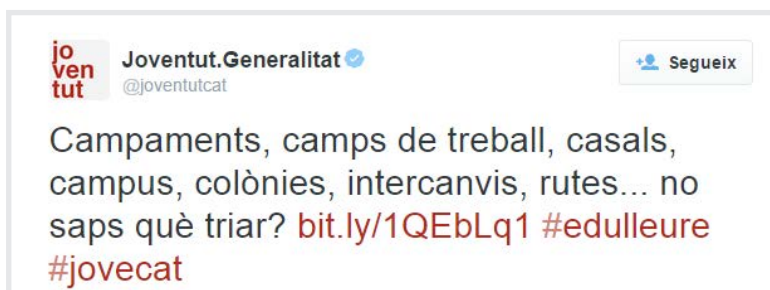 jo
ven
tut
Joventut.Generalitat
@joventutcat
Segueix
Campaments, camps de treball, casals,
campus, colònies, intercanvis, rutes... no
saps què triar? bit.ly/1QEbLq1 #edulleure
#jovecat